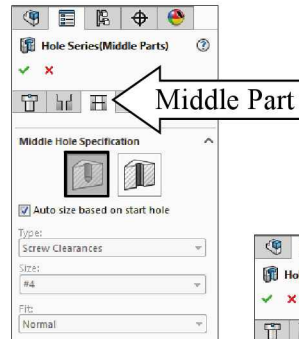 Hole Series(Middle Parts)
Middle Part
Middle Hole Specification
Auto size based on start hole
Type:
Screw Clearances
Size:
#4
Fit:
Normal
Ho